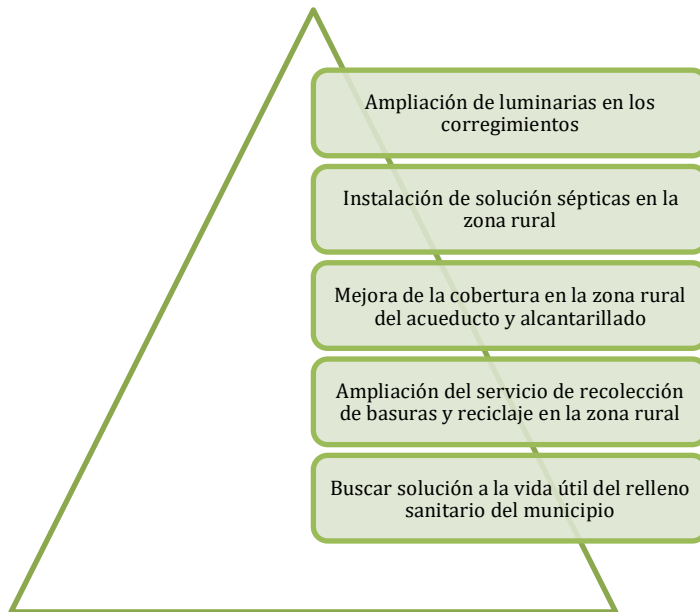 Ampliación de luminarias en los
corregimientos
Instalación de solución sépticas en la
zona rural
Mejora de la cobertura en la zona rural
del acueducto y alcantarillado
Ampliación del servicio de recolección
de basuras y reciclaje en la zona rural
Buscar solución a la vida útil del relleno
sanitario del municipio